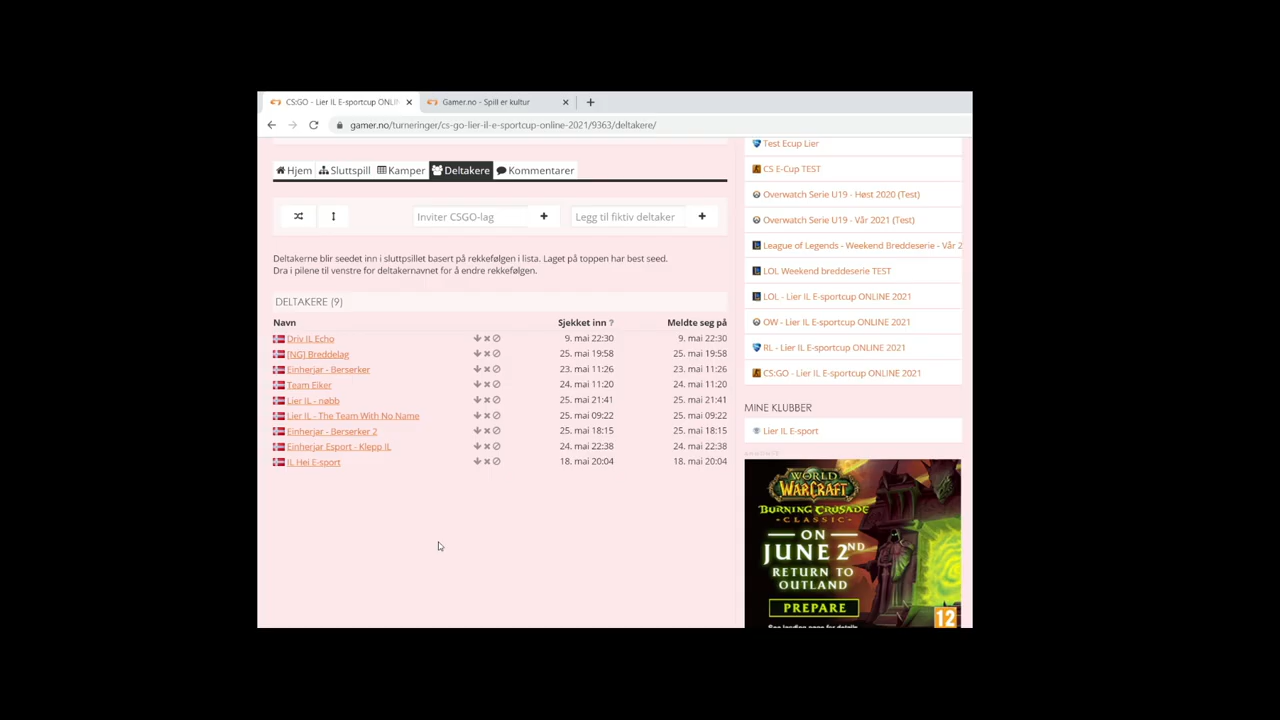 CS:GO - Lier IL E-sportcup ONLIN
Gamer.no - Spill er kultur
gamer.no/turneringer/cs-go-lier-il-e-sportcup-online-2021/9363/deltakere/
Hjem Sluttspill Kamper Deltakere Kommentarer
Inviter CSGO-lag
Legg til fiktiv deltaker
Deltakerne blir seedet inn i sluttpsillet basert på rekkefølgen i lista. Laget på toppen har best seed.
Dra i pilene til venstre for deltakernavnet for å endre rekkefølgen.
DELTAKERE (9)
Navn Sjekket inn ? Meldte seg på
Driv IL Echo 9. mai 22:30 9. mai 22:30
[NG] Breddelag 25. mai 19:58 25. mai 19:58
Einherjar - Berserker 23. mai 11:26 23. mai 11:26
Team Eiker 24. mai 11:20 24. mai 11:20
Lier IL - nøbb 25. mai 21:41 25. mai 21:41
Lier IL - The Team With No Name 25. mai 09:22 25. mai 09:22
Einherjar - Berserker 2 25. mai 18:15 25. mai 18:15
Einherjar Esport - Klepp IL 24. mai 22:38 24. mai 22:38
IL Hei E-sport 18. mai 20:04 18. mai 20:04
Test Ecup Lier
CS E-Cup TEST
Overwatch Serie U19 - Høst 2020 (Test)
Overwatch Serie U19 - Vår 2021 (Test)
League of Legends - Weekend Breddeserie - Vår 2
LOL Weekend breddeserie TEST
LOL - Lier IL E-sportcup ONLINE 2021
OW - Lier IL E-sportcup ONLINE 2021
RL - Lier IL E-sportcup ONLINE 2021
CS:GO - Lier IL E-sportcup ONLINE 2021
MINE KLUBBER
Lier IL E-sport
ANNONSE
WORLD
WARCRAFT
BURNING CRUSADE
CLASSIC
ON
JUNE 2ND
RETURN TO
OUTLAND
PREPARE
12